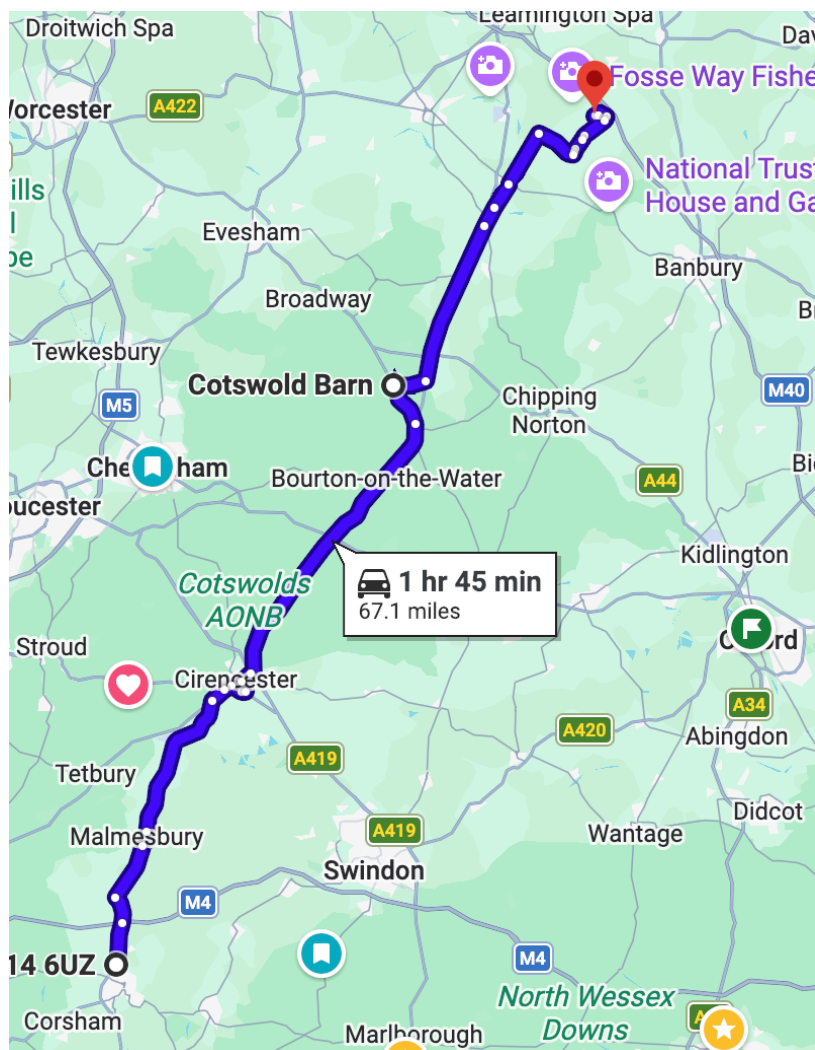 Leamington Spa
Droitwich Spa
Dav
Fosse Way Fishe
A422
Worcester
National Trust
House and Ga
ills
l
pe
Evesham
Banbury
Broadway
Br
Tewkesbury
Cotswold Barn
M40
M5
Chipping
Norton
Che ham
Bic
Bourton-on-the-Water
A44
oucester
Kidlington
1 hr 45 min
67.1 miles
Cotswolds
AONB
Stroud
O ord
Cirencester
A34
A420
Abingdon
A419
Tetbury
Didcot
A419
Malmesbury
Wantage
Swindon
M4
14 6UZ
M4
North Wessex
Downs
Corsham
A
Marlborough